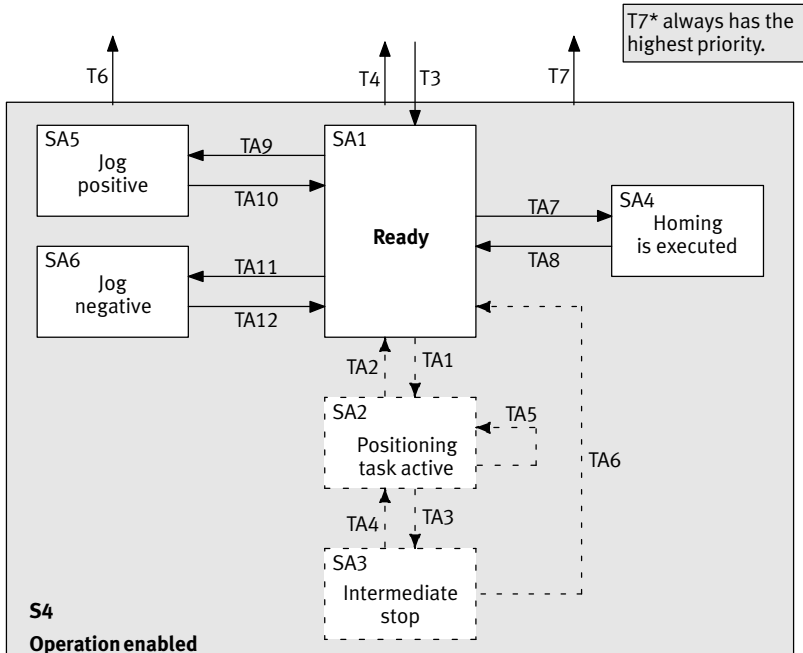 T7* always has the
highest priority.
T6
T4
T3
T7
SA5
Jog
positive
TA9
TA10
SA1
Ready
TA7
TA8
SA4
Homing
is executed
SA6
Jog
negative
TA11
TA12
TA2
TA1
SA2
Positioning
task active
TA5
TA6
TA4
TA3
SA3
Intermediate
stop
S4
Operation enabled